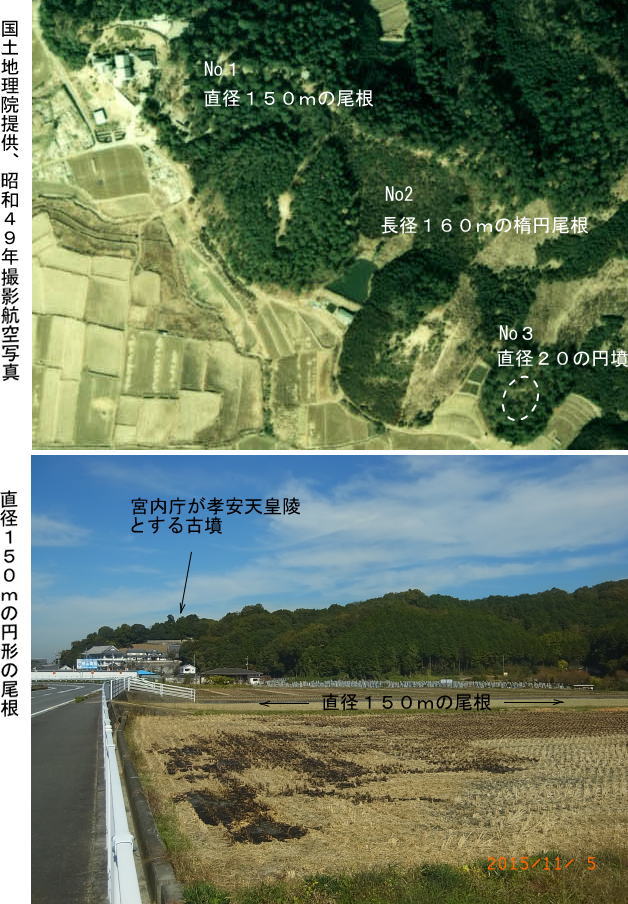 国土地理院提供、昭和４９年撮影航空写真
No１
直径１５０ｍの尾根
No2
長径１６０ｍの楕円尾根
No３
直径２０の円墳
直径１５０ｍの円形の尾根
宮内庁が孝安天皇陵
とする古墳
直径１５０ｍの尾根
2015/11/ 5